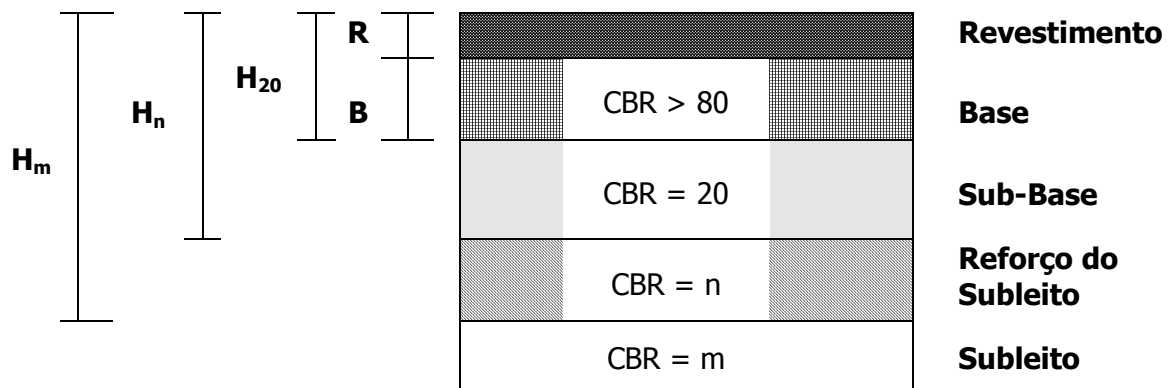 R
Revestimento
H20
CBR > 80
Hn
B
Base
Hm
CBR = 20
Sub-Base
Reforço do
Subleito
CBR = n
CBR = m
Subleito